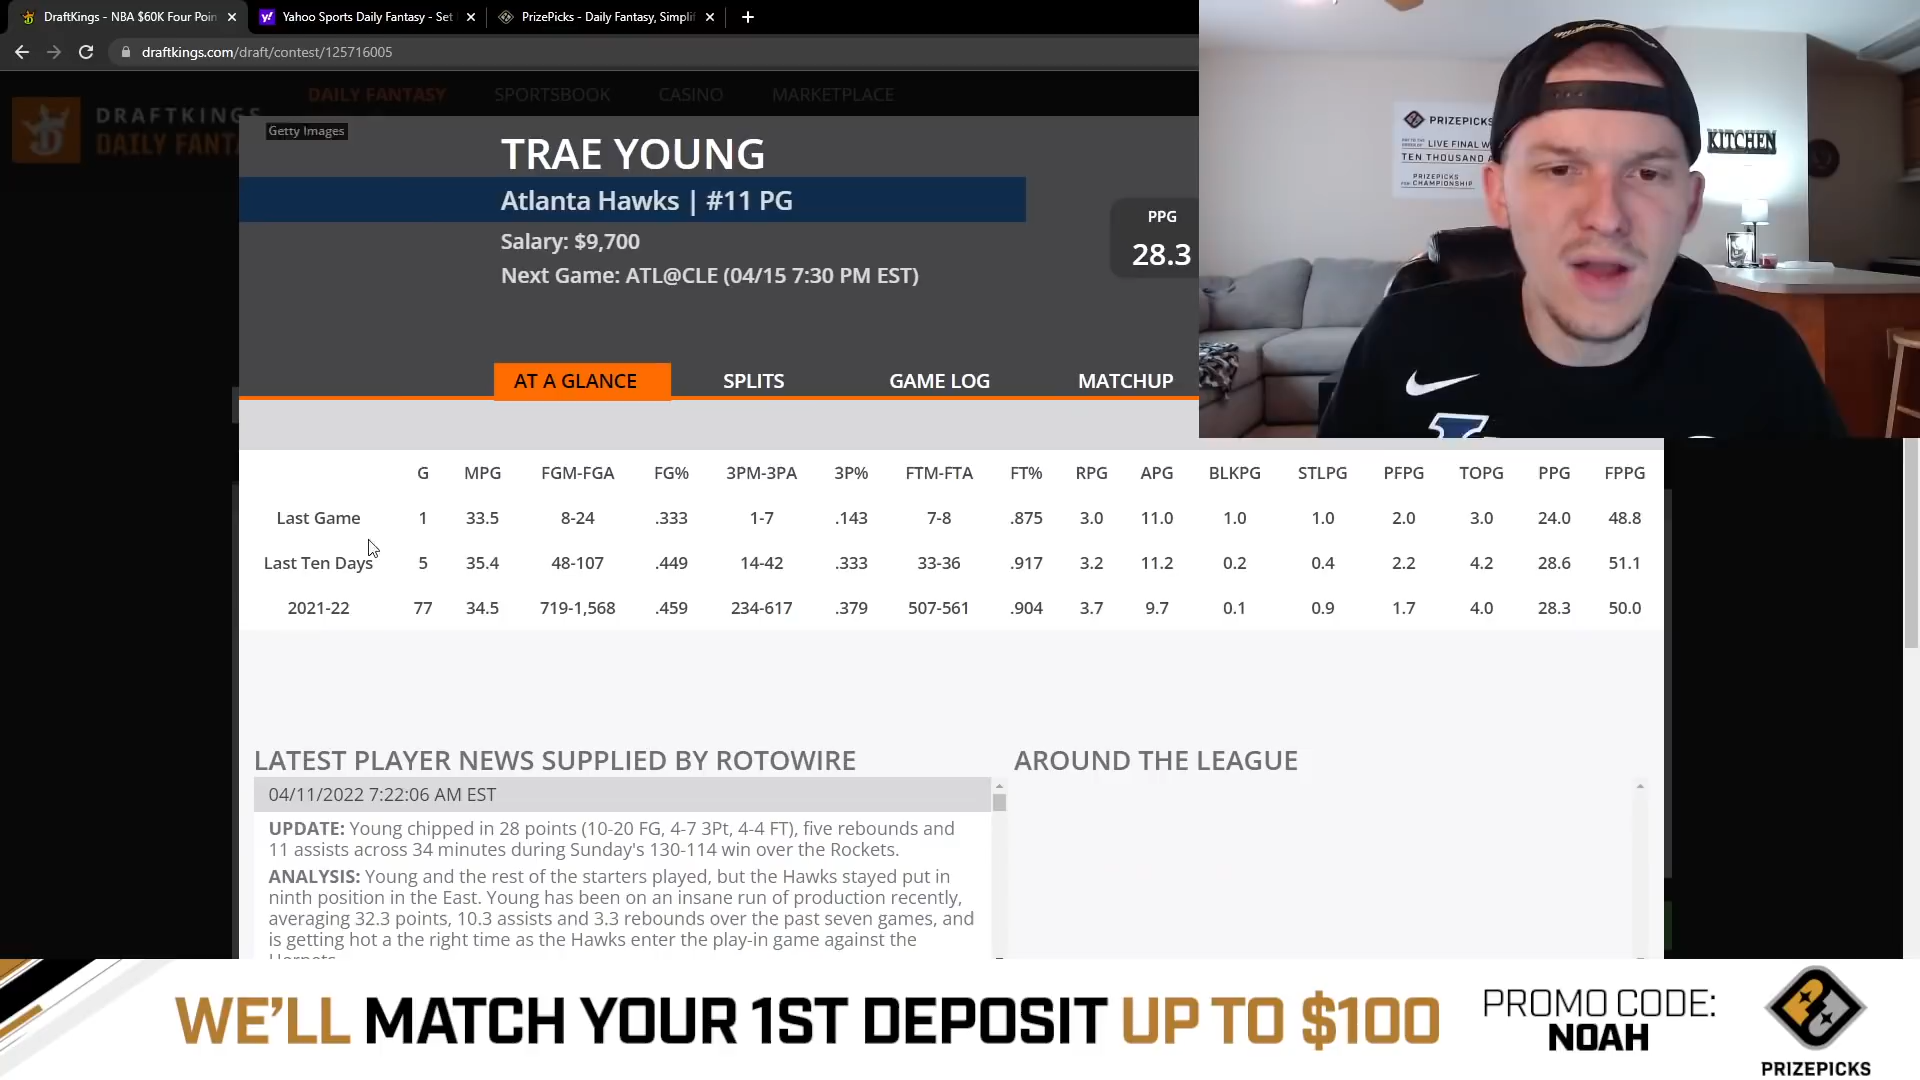 DraftKings - NBA $60K Four Poin
Yahoo Sports Daily Fantasy - Set
PrizePicks - Daily Fantasy, Simplif
draftkings.com/draft/contest/125716005
DRAFTKINGS
DAILY FANTA
DAILY FANTASY
SPORTSBOOK
CASINO
MARKETPLACE
Getty Images
TRAE YOUNG
Atlanta Hawks | #11 PG
Salary: $9,700
Next Game: ATL@CLE (04/15 7:30 PM EST)
PPG
28.3
AT A GLANCE SPLITS GAME LOG MATCHUP
PRIZEPICKS
LIVE FINAL W
TEN THOUSAND A
PRIZEPICKS
CHAMPIONSHIP
KITCHEN
G MPG FGM-FGA FG% 3PM-3PA 3P% FTM-FTA FT% RPG APG BLKPG STLPG PFPG TOPG PPG FPPG
Last Game 1 33.5 8-24 .333 1-7 .143 7-8 .875 3.0 11.0 1.0 1.0 2.0 3.0 24.0 48.8
Last Ten Days 5 35.4 48-107 .449 14-42 .333 33-36 .917 3.2 11.2 0.2 0.4 2.2 4.2 28.6 51.1
2021-22 77 34.5 719-1,568 .459 234-617 .379 507-561 .904 3.7 9.7 0.1 0.9 1.7 4.0 28.3 50.0
LATEST PLAYER NEWS SUPPLIED BY ROTOWIRE
04/11/2022 7:22:06 AM EST
UPDATE: Young chipped in 28 points (10-20 FG, 4-7 3Pt, 4-4 FT), five rebounds and
11 assists across 34 minutes during Sunday's 130-114 win over the Rockets.
ANALYSIS: Young and the rest of the starters played, but the Hawks stayed put in
ninth position in the East. Young has been on an insane run of production recently,
averaging 32.3 points, 10.3 assists and 3.3 rebounds over the past seven games, and
is getting hot a the right time as the Hawks enter the play-in game against the
Hornets.
AROUND THE LEAGUE
WE'LL MATCH YOUR 1ST DEPOSIT UP TO $100
PROMO CODE:
NOAH
PRIZEPICKS